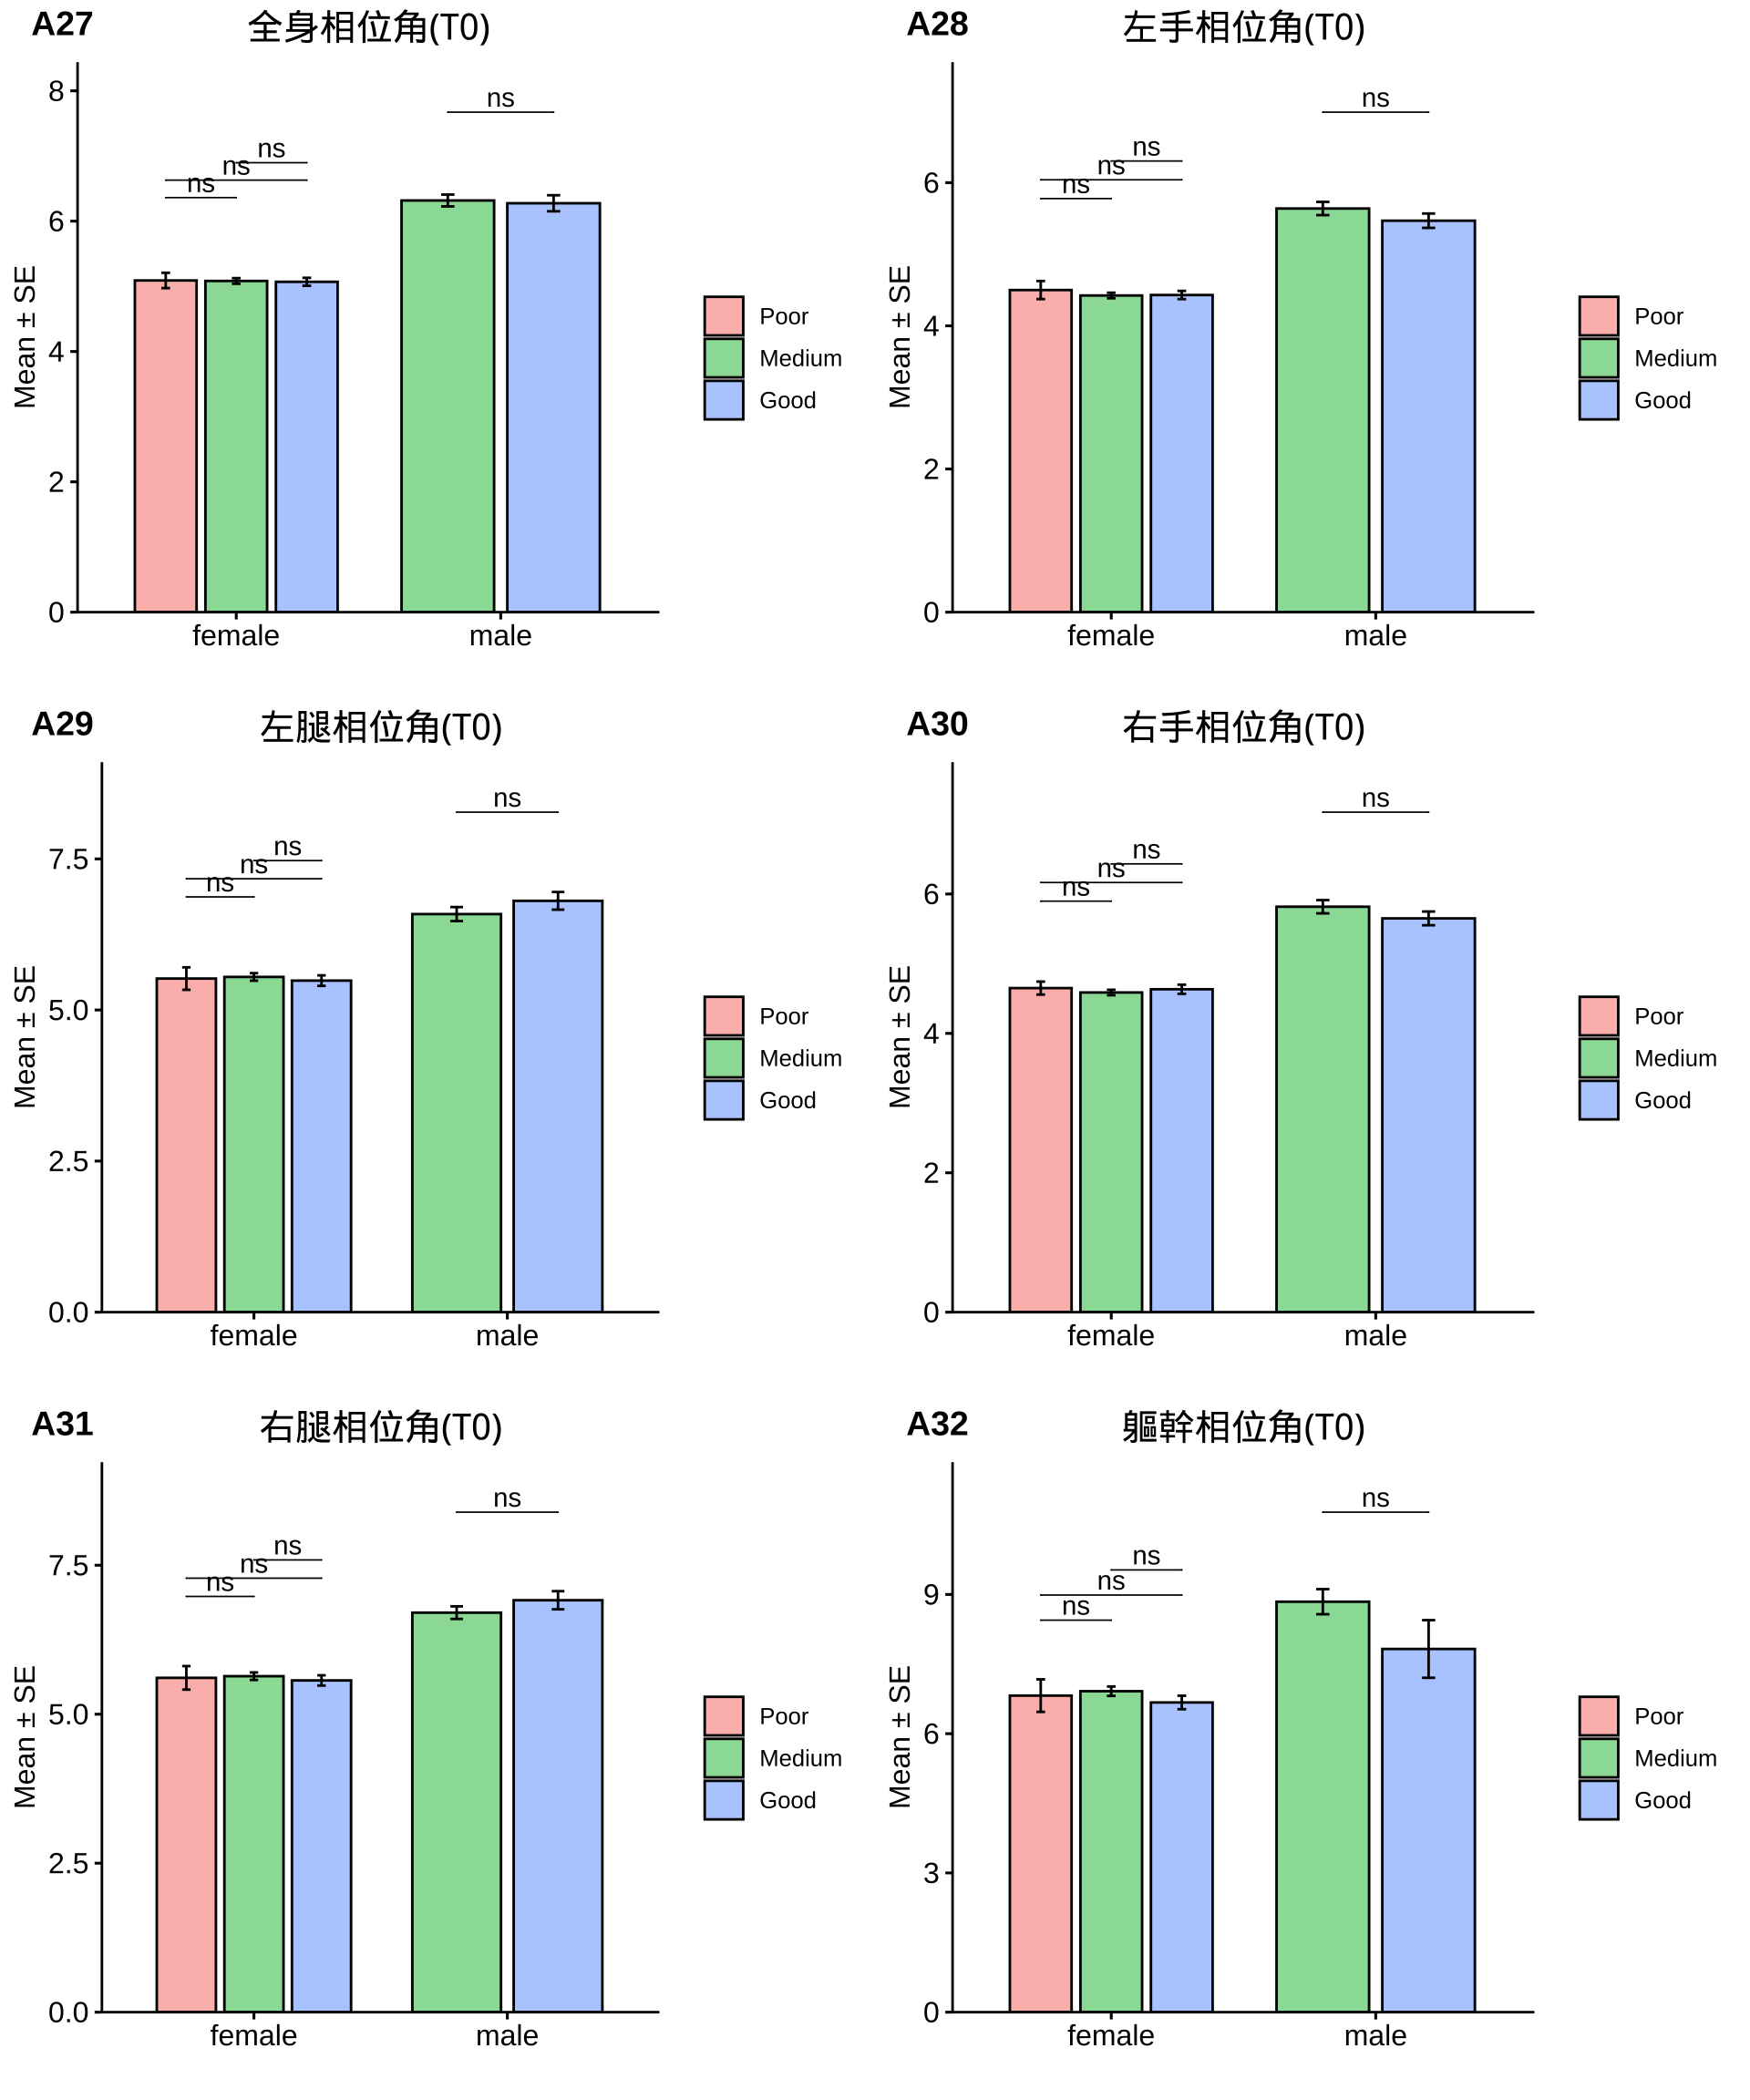 A27 全身相位角(T0)
8
6
4
2
0
Mean ± SE
ns
ns
ns
ns
female
male
Poor
Medium
Good
A28 左手相位角(T0)
6
4
2
0
Mean ± SE
ns
ns
ns
ns
female
male
Poor
Medium
Good
A29 左腿相位角(T0)
7.5
5.0
2.5
0.0
Mean ± SE
ns
ns
ns
ns
female
male
Poor
Medium
Good
A30 右手相位角(T0)
6
4
2
0
Mean ± SE
ns
ns
ns
ns
female
male
Poor
Medium
Good
A31 右腿相位角(T0)
7.5
5.0
2.5
0.0
Mean ± SE
ns
ns
ns
ns
female
male
Poor
Medium
Good
A32 軀幹相位角(T0)
9
6
3
0
Mean ± SE
ns
ns
ns
ns
female
male
Poor
Medium
Good